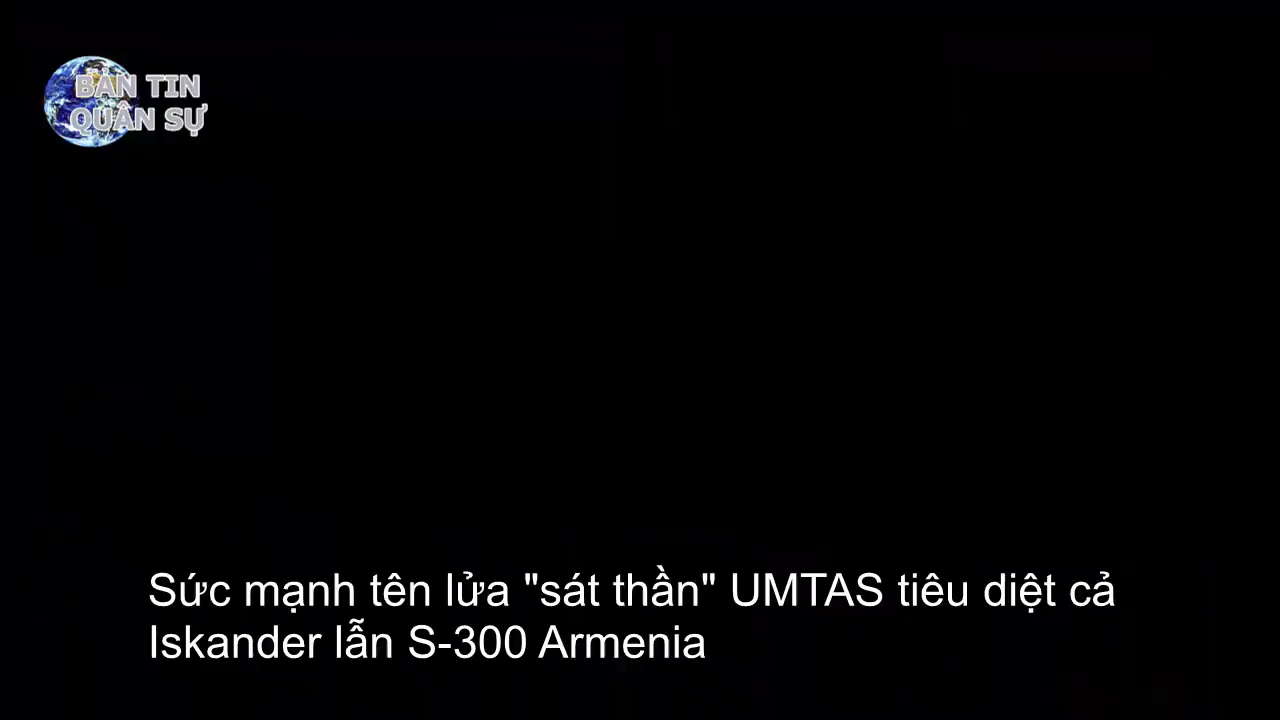 BẢN TIN
QUÂN SỰ
Sức mạnh tên lửa "sát thần" UMTAS tiêu diệt cả
Iskander lẫn S-300 Armenia